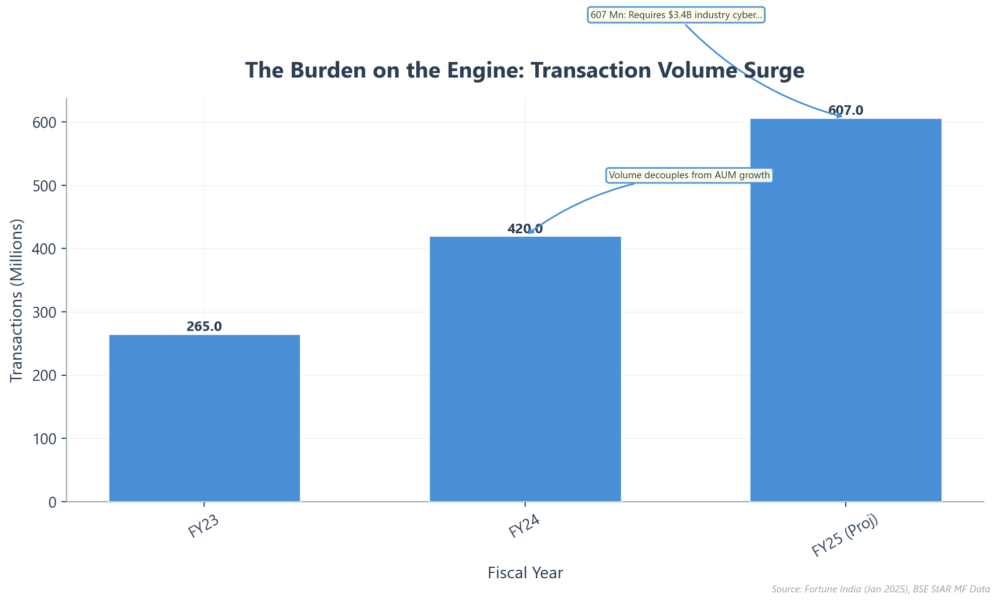 607 Mn: Requires $3.4B industry cyber...
The Burden on the Engine: Transaction Volume Surge
607.0
Volume decouples from AUM growth
420.0
265.0
Transactions (Millions)
600
500
400
300
200
100
0
FY23
FY24
FY25 (Proj)
Fiscal Year
Source: Fortune India (Jan 2025), BSE StAR MF Data